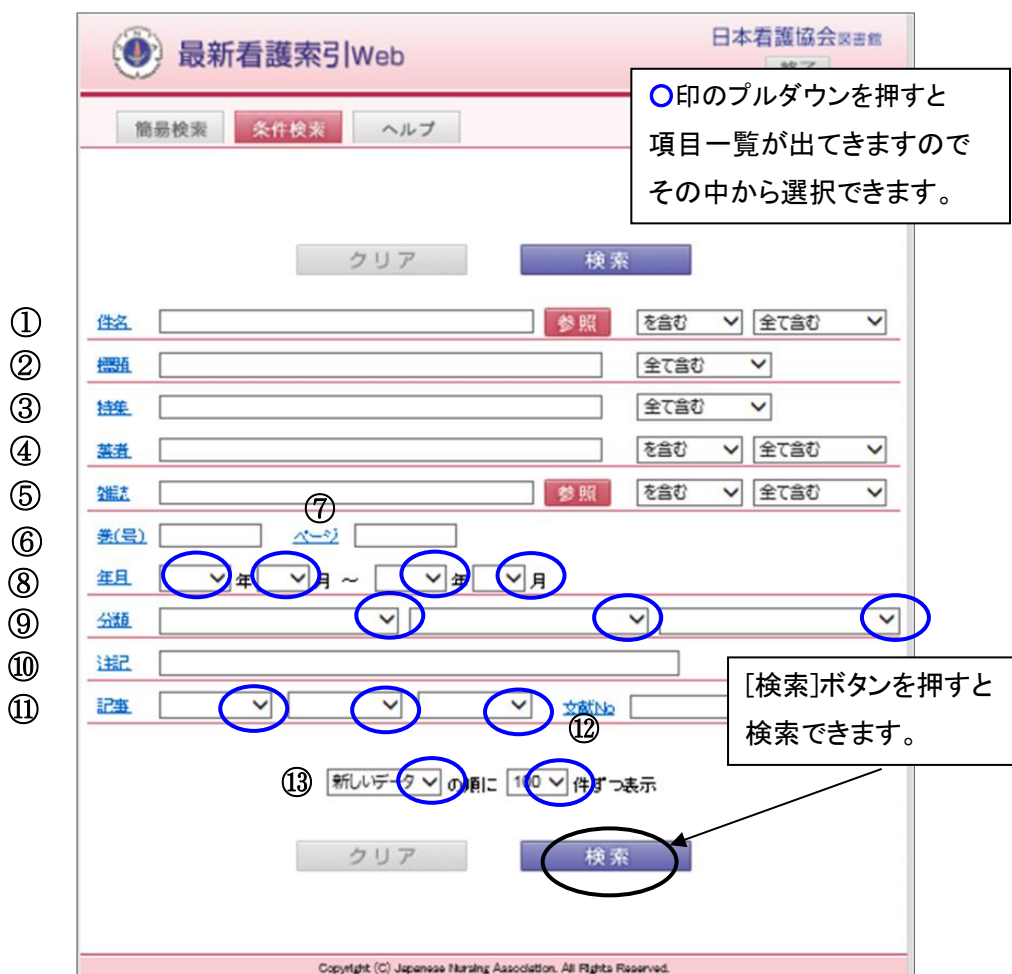 最新看護索引Web
日本看護協会図書館
終了
○印のプルダウンを押すと
項目一覧が出てきますので
その中から選択できます。
簡易検索 条件検索 ヘルプ
クリア 検索
① 件名 参照 を含む 全て含む
② 標題 全て含む
③ 特集 全て含む
④ 著者 を含む 全て含む
⑤ 雑誌 参照 を含む 全て含む
⑥ 巻(号) ⑦ ページ
⑧ 年月 年 月 ~ 年 月
⑨ 分類
⑩ 注記
⑪ 記事 文献No
⑫
[検索]ボタンを押すと
検索できます。
⑬ 新しいデータ の順に 100 件ずつ表示
クリア 検索
Copyright (C) Japanese Nursing Association. All Rights Reserved.